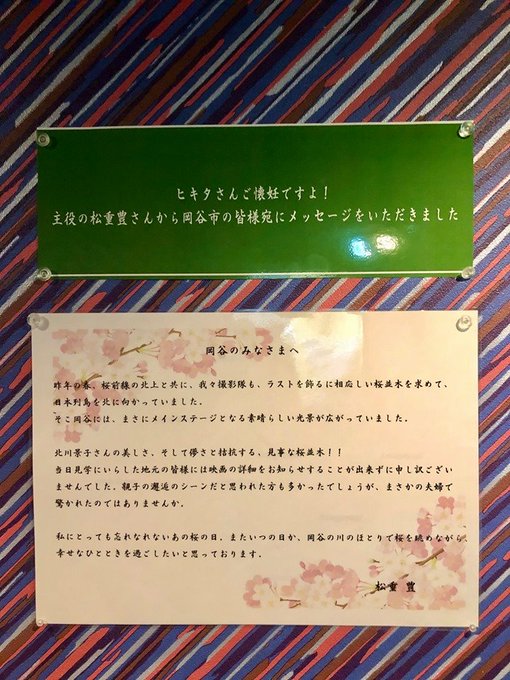 ヒキタさんご懐妊ですよ！
主役の松重豊さんから岡谷市の皆様宛にメッセージをいただきました
岡谷のみなさまへ
昨年の春、桜前線の北上と共に、我々撮影隊も、ラストを飾るに相応しい桜並木を求めて、
日本列島を北に向かっていました。
そこ岡谷には、まさにメインステージとなる素晴らしい光景が広がっていました。
北川景子さんの美しさ、そして儚さと拮抗する、見事な桜並木！！
当日見学にいらした地元の皆様には映画の詳細をお知らせすることが出来ずに申し訳ござい
ませんでした。親子の邂逅のシーンだと思われた方も多かったでしょうが、まさかの夫婦で
驚かれたのではありませんか。
私にとっても忘れなれないあの桜の日。またいつの日か、岡谷の川のほとりで桜を眺めながら
幸せなひとときを過ごしたいと思っております。
松重 豊